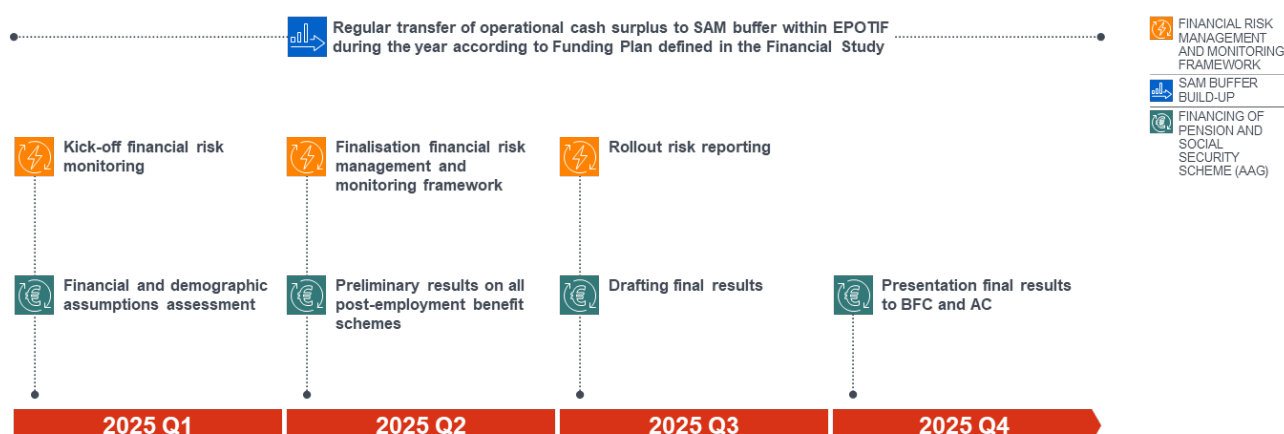 Regular transfer of operational cash surplus to SAM buffer within EPOTIF
during the year according to Funding Plan defined in the Financial Study
FINANCIAL RISK
MANAGEMENT
AND MONITORING
FRAMEWORK
SAM BUFFER
BUILD-UP
FINANCING OF
PENSION AND
SOCIAL
SECURITY
SCHEME (AAG)
Kick-off financial risk
monitoring
Finalisation financial risk
management and
monitoring framework
Rollout risk reporting
Financial and demographic
assumptions assessment
Preliminary results on all
post-employment benefit
schemes
Drafting final results
Presentation final results
to BFC and AC
2025 Q1
2025 Q2
2025 Q3
2025 Q4